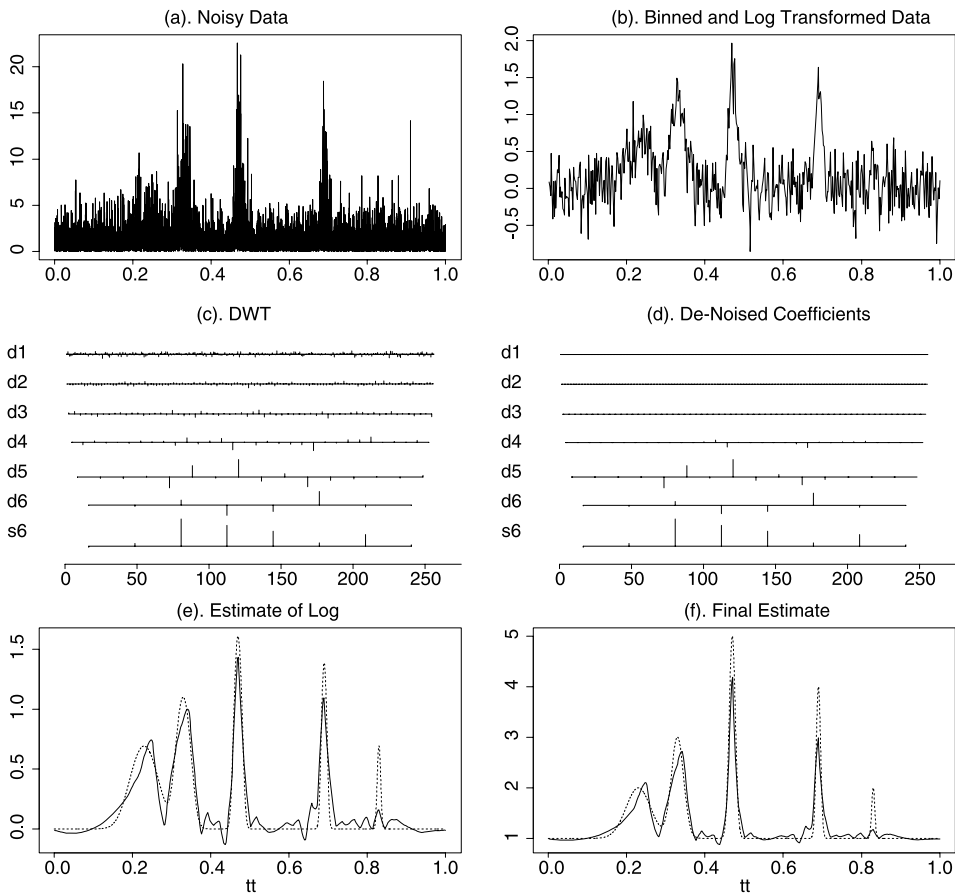 (a). Noisy Data
20
15
10
5
0
0.0 0.2 0.4 0.6 0.8 1.0
(b). Binned and Log Transformed Data
2.0
1.5
1.0
0.5
0.0
-0.5
0.0 0.2 0.4 0.6 0.8 1.0
(c). DWT
d1
d2
d3
d4
d5
d6
s6
0 50 100 150 200 250
(d). De-Noised Coefficients
d1
d2
d3
d4
d5
d6
s6
0 50 100 150 200 250
(e). Estimate of Log
1.5
1.0
0.5
0.0
0.0 0.2 0.4 0.6 0.8 1.0
tt
(f). Final Estimate
5
4
3
2
1
0.0 0.2 0.4 0.6 0.8 1.0
tt